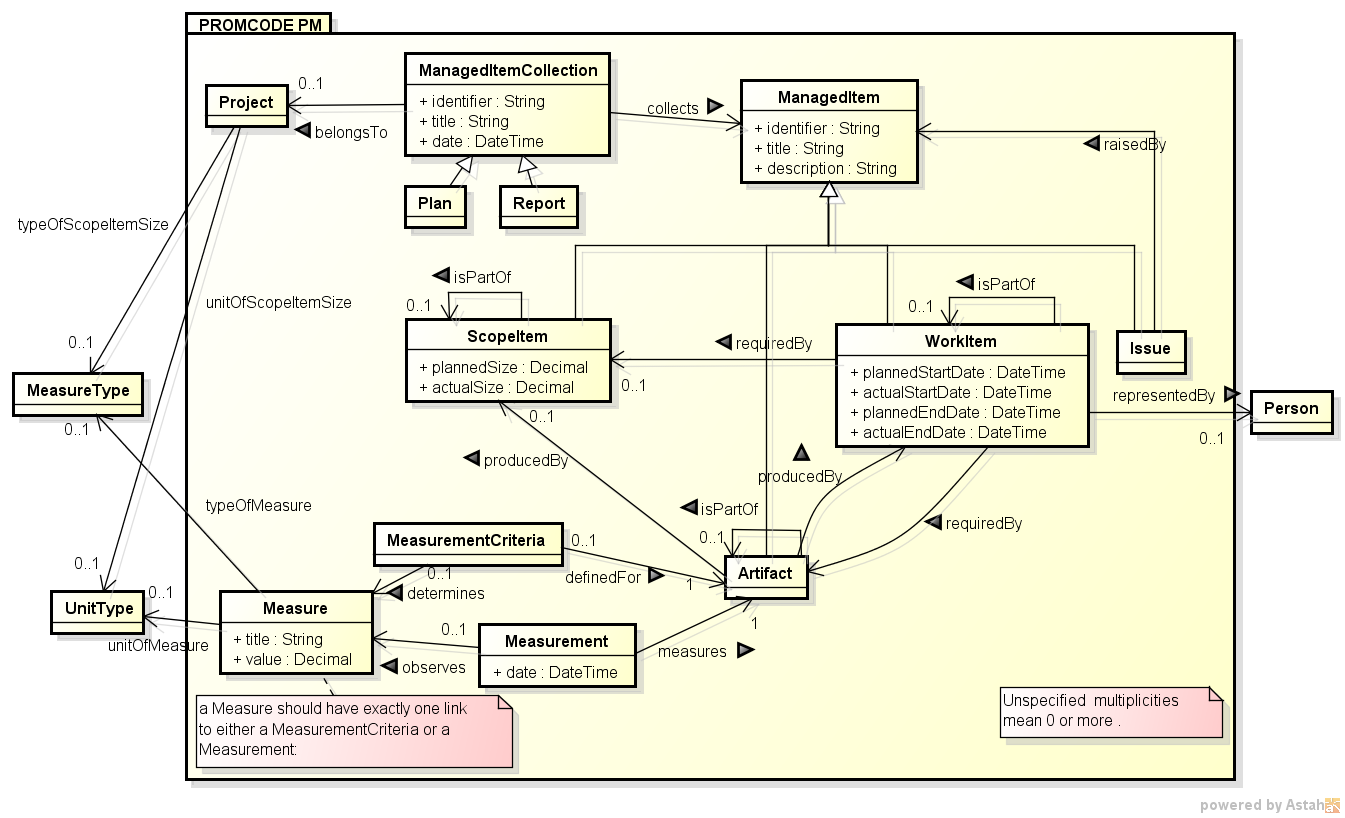 PROMCODE PM
ManagedItemCollection
+ identifier : String
+ title : String
+ date : DateTime
Project
0..1
belongsTo
collects
ManagedItem
+ identifier : String
+ title : String
+ description : String
raisedBy
Plan
Report
typeOfScopeItemSize
isPartOf
0..1
isPartOf
0..1
unitOfScopeItemSize
ScopeItem
+ plannedSize : Decimal
+ actualSize : Decimal
requiredBy
0..1
WorkItem
+ plannedStartDate : DateTime
+ actualStartDate : DateTime
+ plannedEndDate : DateTime
+ actualEndDate : DateTime
Issue
0..1
MeasureType
0..1
representedBy
0..1
Person
0..1
producedBy
producedBy
typeOfMeasure
isPartOf
0..1
requiredBy
MeasurementCriteria
0..1
definedFor
1
Artifact
0..1
determines
0..1
0..1
UnitType
unitOfMeasure
Measure
+ title : String
+ value : Decimal
0..1
observes
Measurement
+ date : DateTime
measures
1
a Measure should have exactly one link
to either a MeasurementCriteria or a
Measurement:
Unspecified multiplicities
mean 0 or more .
powered by Astah